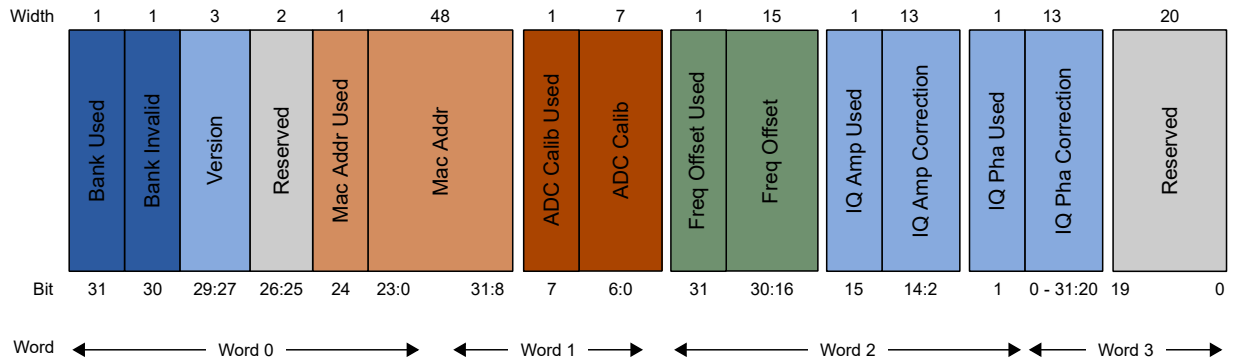 Width 1 1 3 2 1 48 1 7 1 15 1 13 1 13 20
Bank Used
Bank Invalid
Version
Reserved
Mac Addr Used
Mac Addr
ADC Calib Used
ADC Calib
Freq Offset Used
Freq Offset
IQ Amp Used
IQ Amp Correction
IQ Pha Used
IQ Pha Correction
Reserved
Bit 31 30 29:27 26:25 24 23:0 31:8 7 6:0 31 30:16 15 14:2 1 0 - 31:20 19 0
Word Word 0 Word 1 Word 2 Word 3